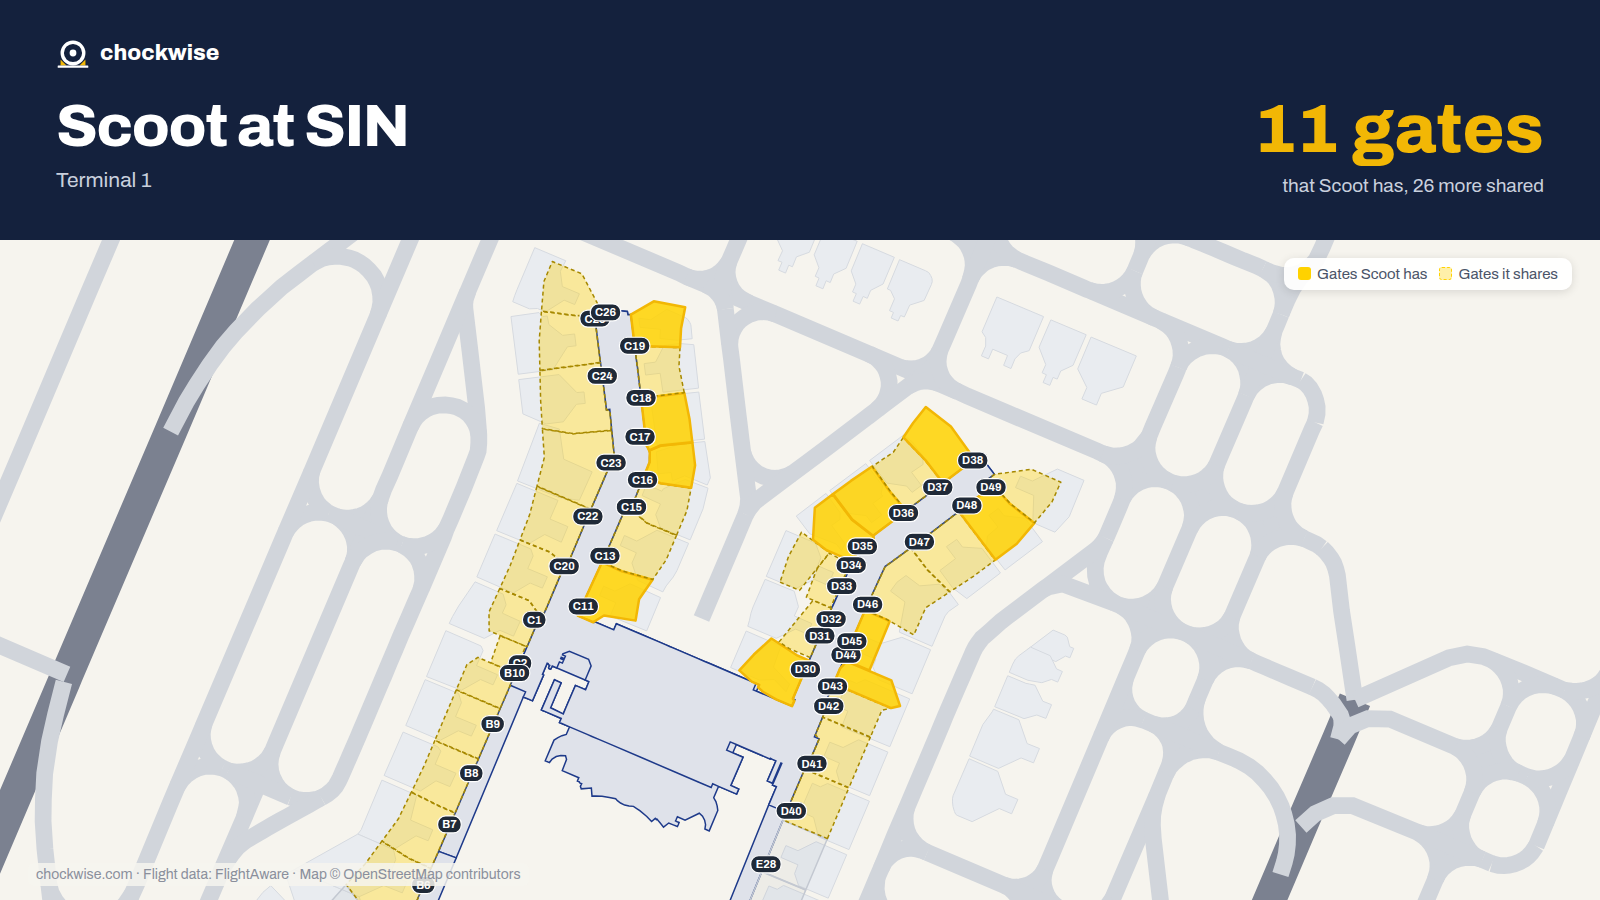 chockwise
Scoot at SIN
Terminal 1
11 gates
that Scoot has, 26 more shared
Gates Scoot has
Gates it shares
C26
C19
C24
C18
C17
C23
C16
C15
C22
C13
C20
C11
C1
B10
B9
B8
B7
D38
D37
D49
D48
D36
D47
D35
D34
D33
D46
D32
D31
D45
D44
D30
D43
D42
D41
D40
E28
chockwise.com · Flight data: FlightAware · Map © OpenStreetMap contributors